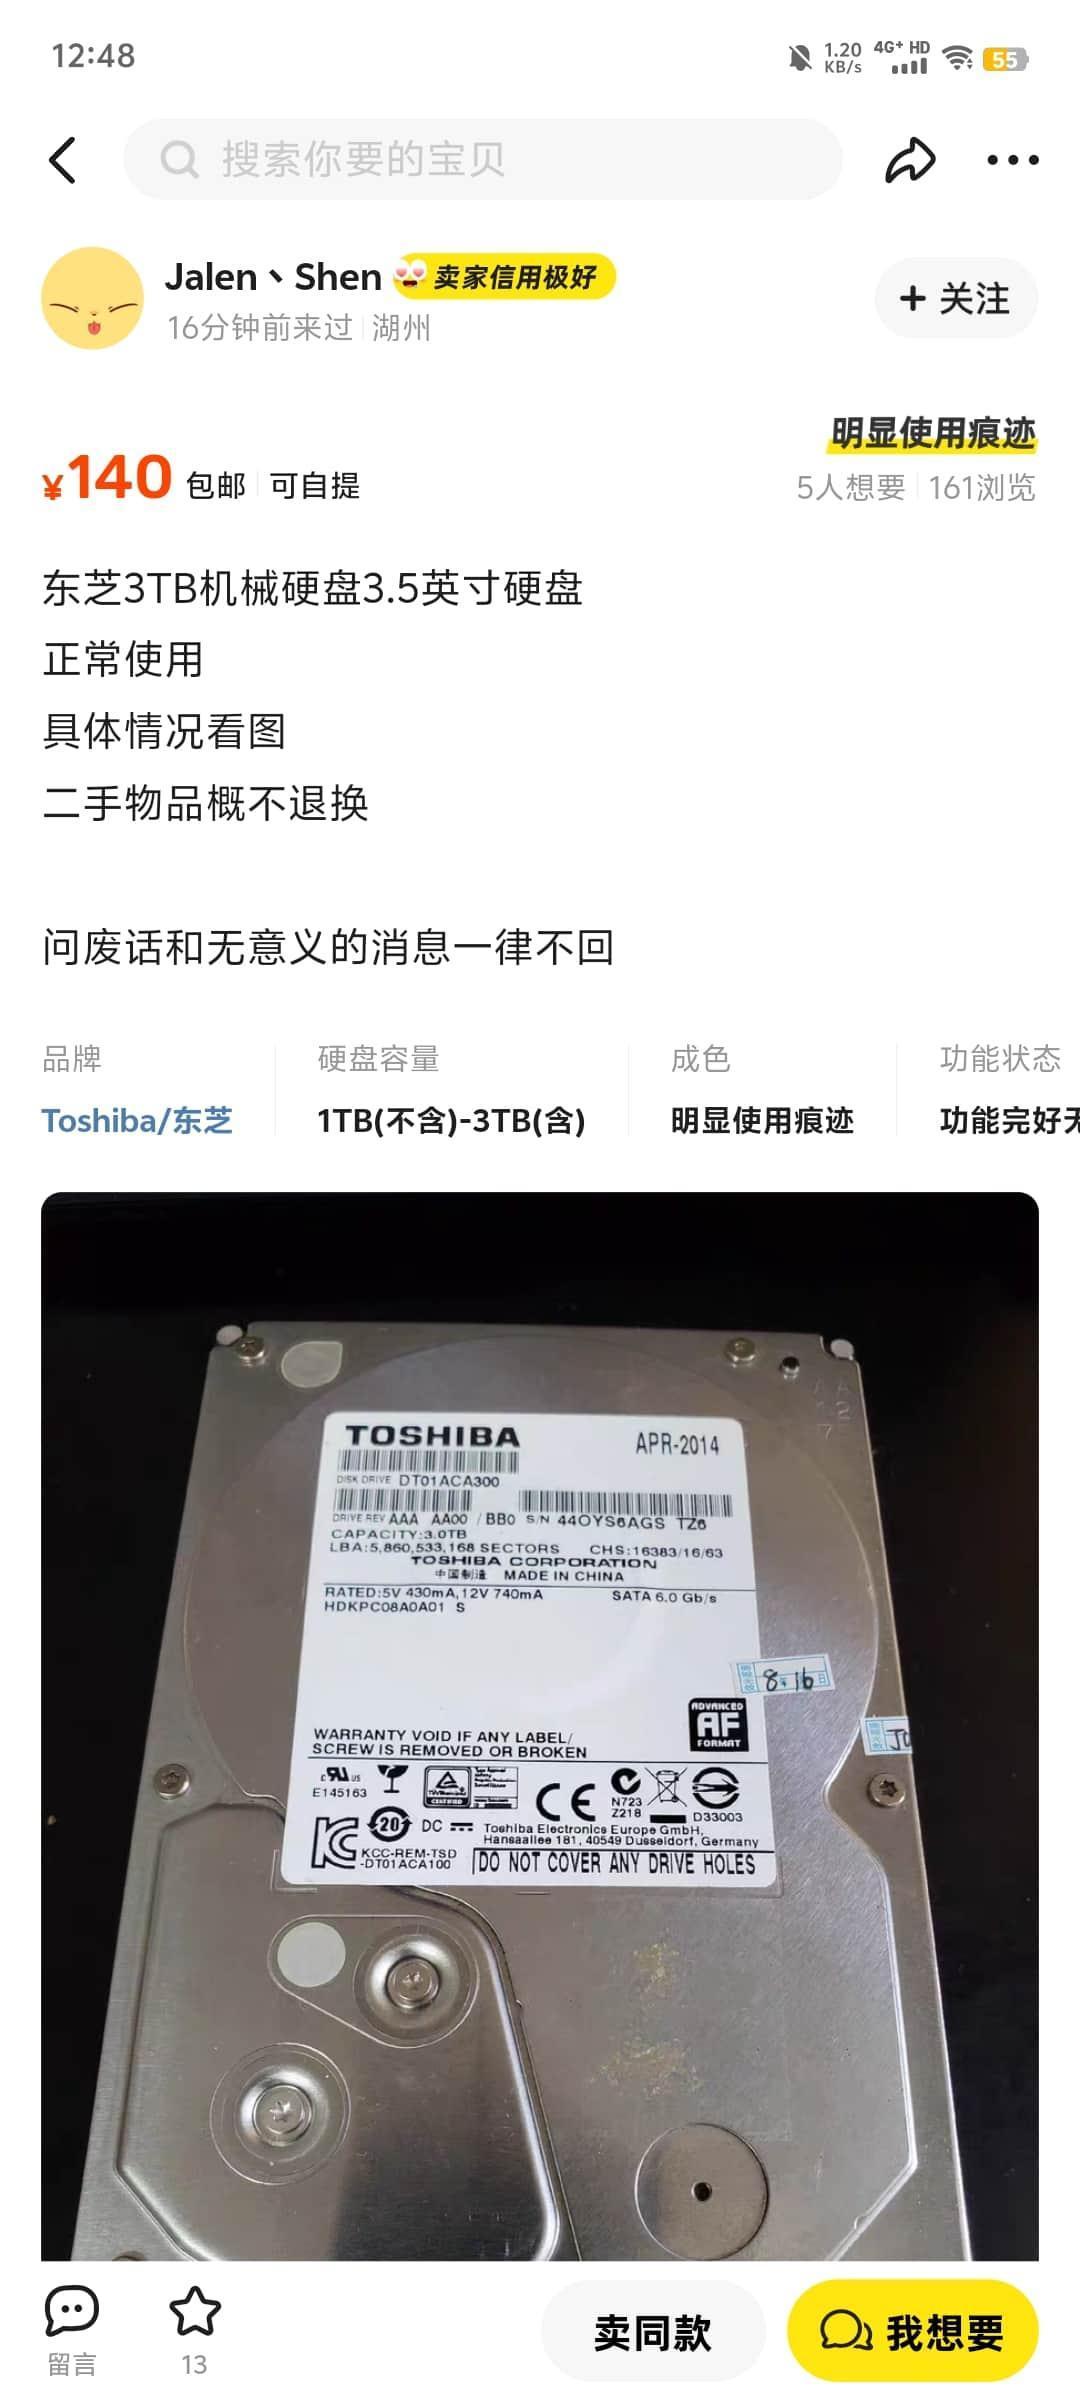 12:48
1.20 KB/s 4G+ HD 55
搜索你要的宝贝
Jalen丶Shen 卖家信用极好
16分钟前来过 湖州
+ 关注
明显使用痕迹
¥140 包邮 可自提
5人想要 161浏览
东芝3TB机械硬盘3.5英寸硬盘
正常使用
具体情况看图
二手物品概不退换
问废话和无意义的消息一律不回
品牌 硬盘容量 成色 功能状态
Toshiba/东芝 1TB(不含)-3TB(含) 明显使用痕迹 功能完好无
TOSHIBA APR-2014
DISK DRIVE DT01ACA300
DRIVE REV AAA AA00 / BB0 S/N 44OYS6AGS TZ6
CAPACITY:3.0TB
LBA:5,860,533,168 SECTORS CHS:16383/16/63
TOSHIBA CORPORATION
中国制造 MADE IN CHINA
RATED:5V 430mA,12V 740mA SATA 6.0 Gb/s
HDKPC08A0A01 S
8年16日
ADVANCED
AF
FORMAT
WARRANTY VOID IF ANY LABEL/
SCREW IS REMOVED OR BROKEN
c UL US
E145163
CE
N723
Z218
D33003
20
DC
Toshiba Electronics Europe GmbH,
Hansaallee 181, 40549 Dusseldorf, Germany
KCC-REM-TSD
-DT01ACA100
DO NOT COVER ANY DRIVE HOLES
留言
13
卖同款
我想要